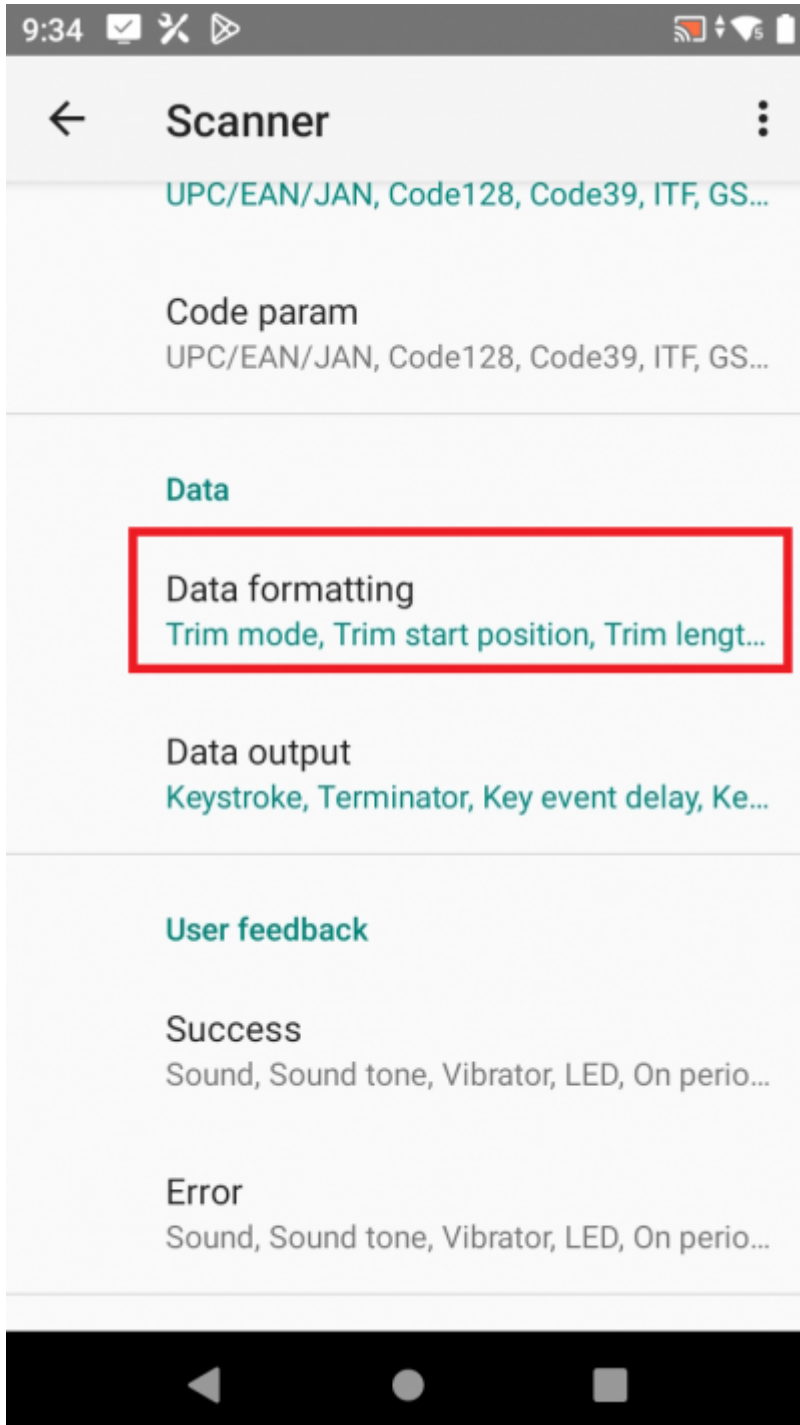 9:34
5
Scanner
UPC/EAN/JAN, Code128, Code39, ITF, GS...
Code param
UPC/EAN/JAN, Code128, Code39, ITF, GS...
Data
Data formatting
Trim mode, Trim start position, Trim lengt...
Data output
Keystroke, Terminator, Key event delay, Ke...
User feedback
Success
Sound, Sound tone, Vibrator, LED, On perio...
Error
Sound, Sound tone, Vibrator, LED, On perio...